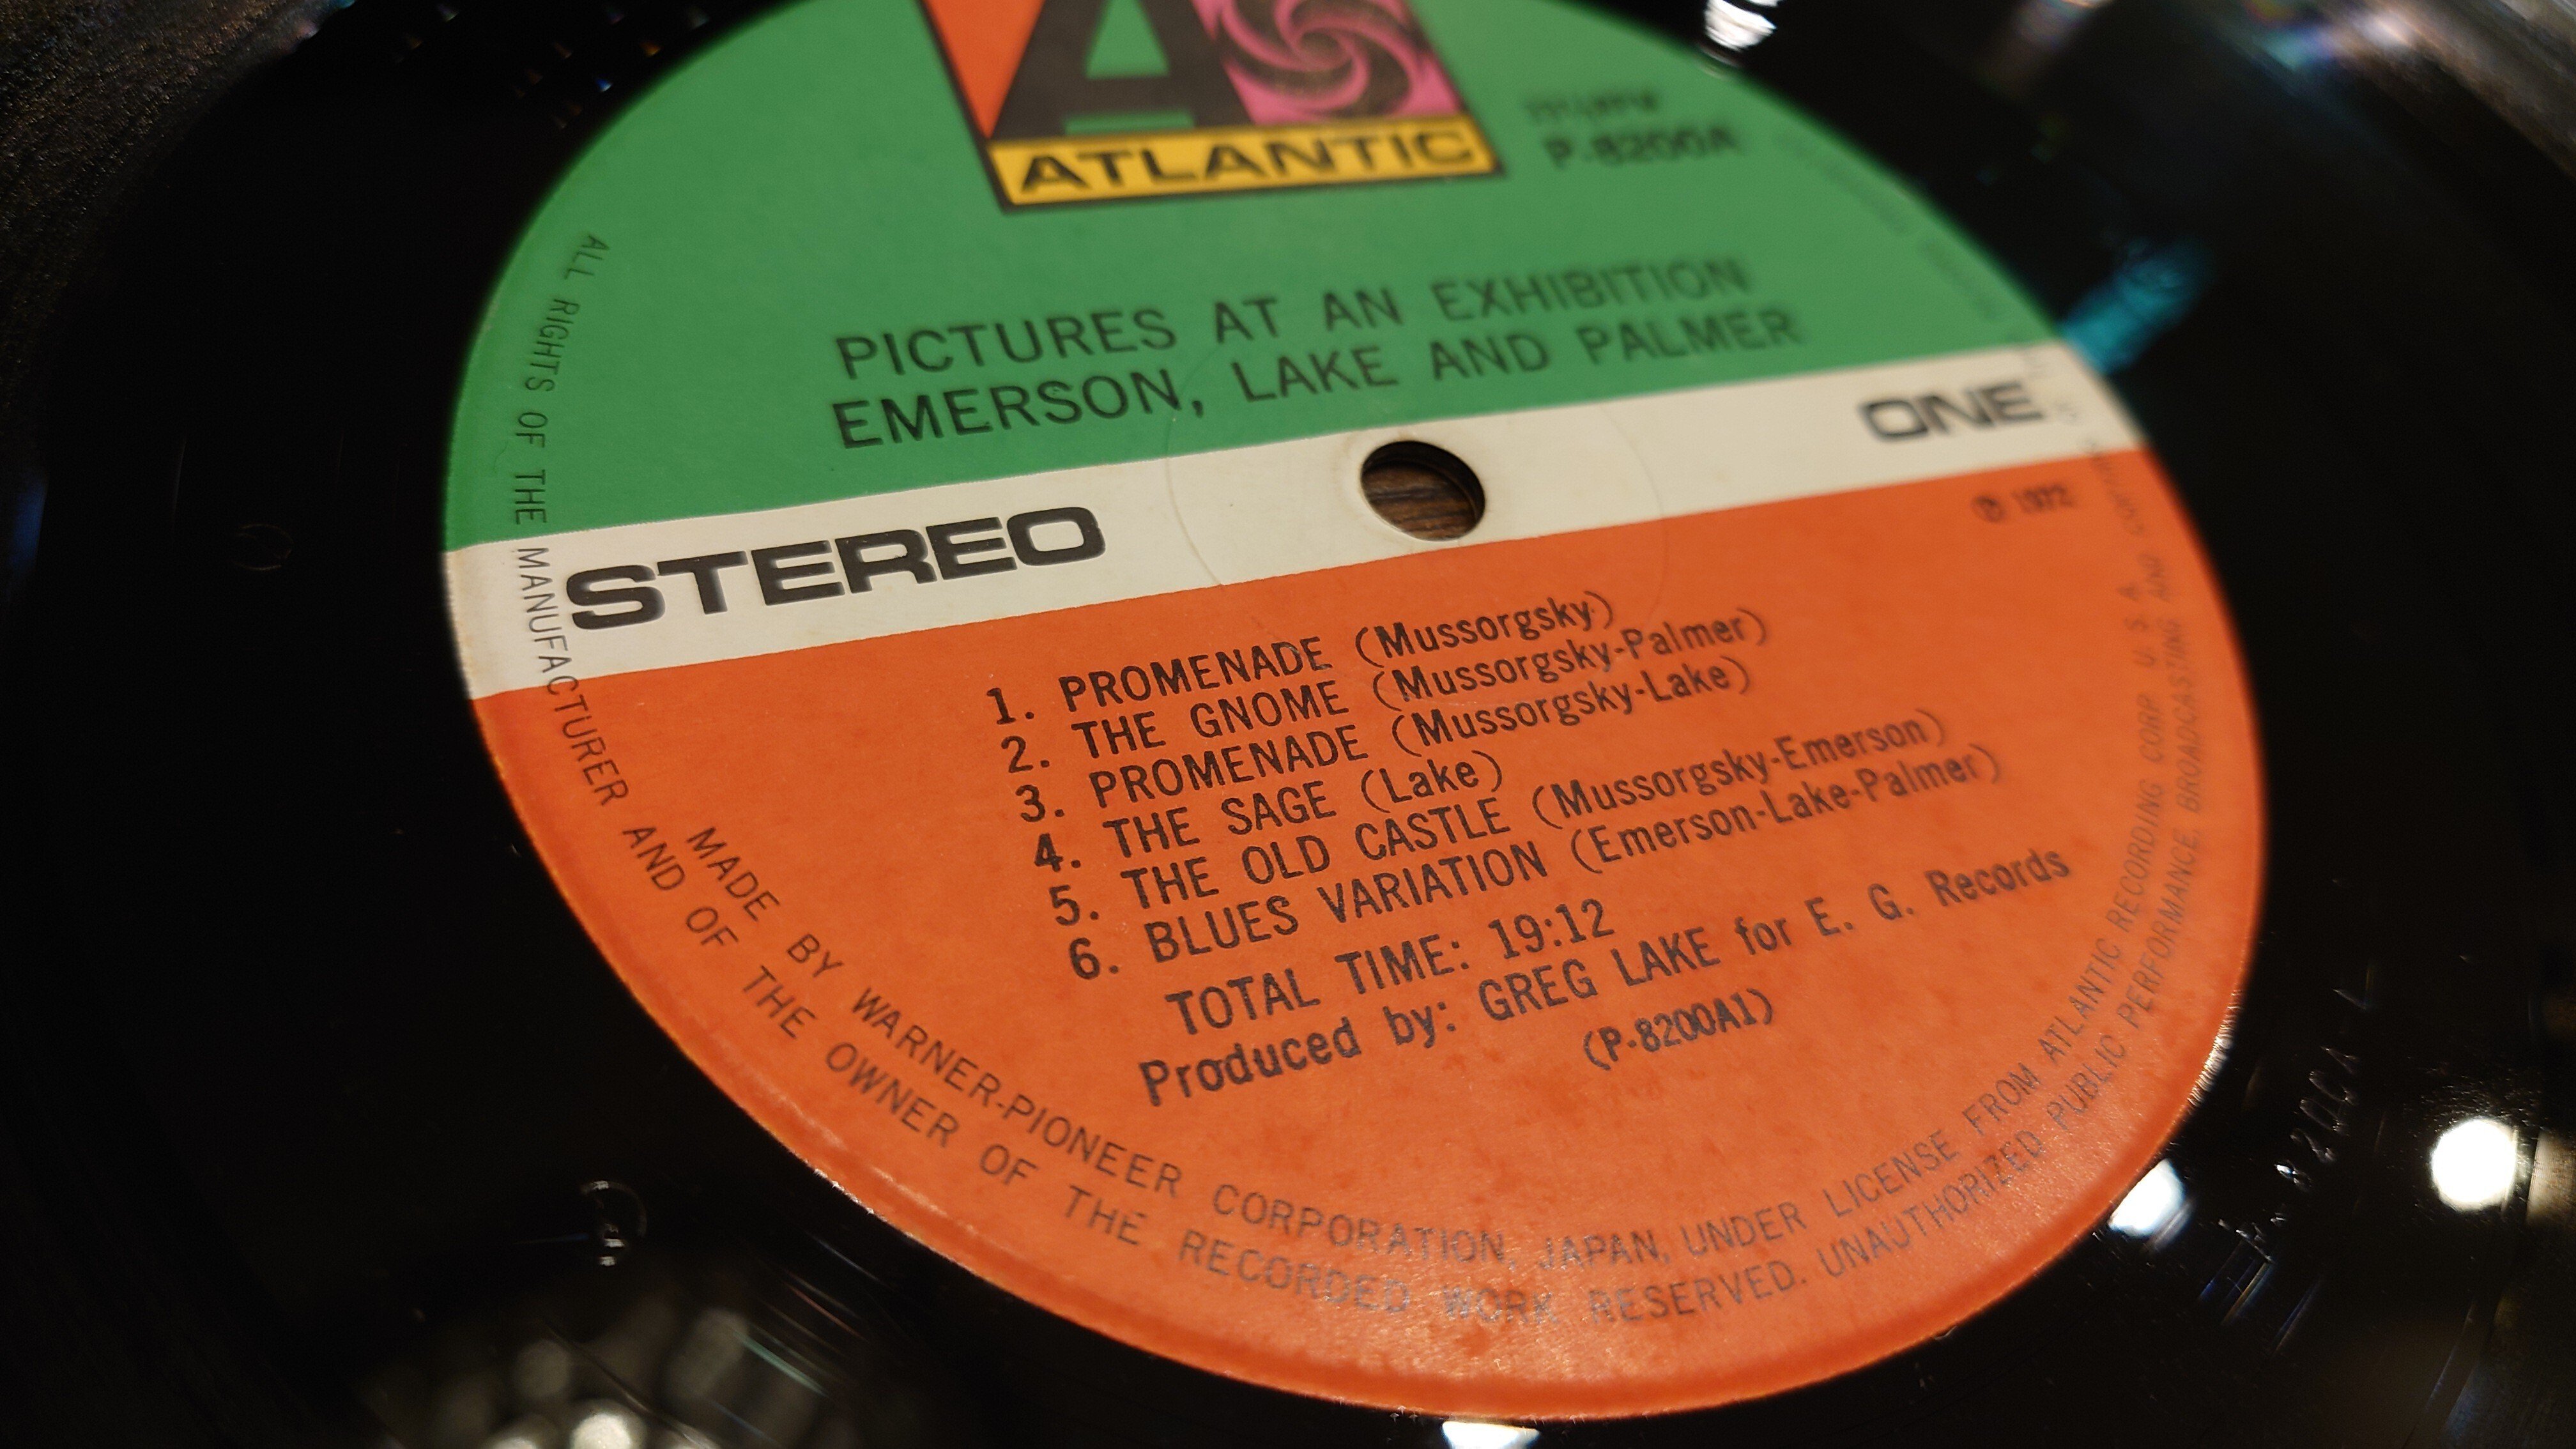 A
ATLANTIC
P-8200A
PICTURES AT AN EXHIBITION
EMERSON, LAKE AND PALMER
STEREO
ONE
℗ 1972
1. PROMENADE (Mussorgsky)
2. THE GNOME (Mussorgsky-Palmer)
3. PROMENADE (Mussorgsky-Lake)
4. THE SAGE (Lake)
5. THE OLD CASTLE (Mussorgsky-Emerson)
6. BLUES VARIATION (Emerson-Lake-Palmer)
TOTAL TIME: 19:12
Produced by: GREG LAKE for E. G. Records
(P-8200A1)
MADE BY WARNER-PIONEER CORPORATION, JAPAN, UNDER LICENSE FROM ATLANTIC RECORDING CORP. U. S. A.
ALL RIGHTS OF THE MANUFACTURER AND OF THE OWNER OF THE RECORDED WORK RESERVED. UNAUTHORIZED PUBLIC PERFORMANCE, BROADCASTING AND